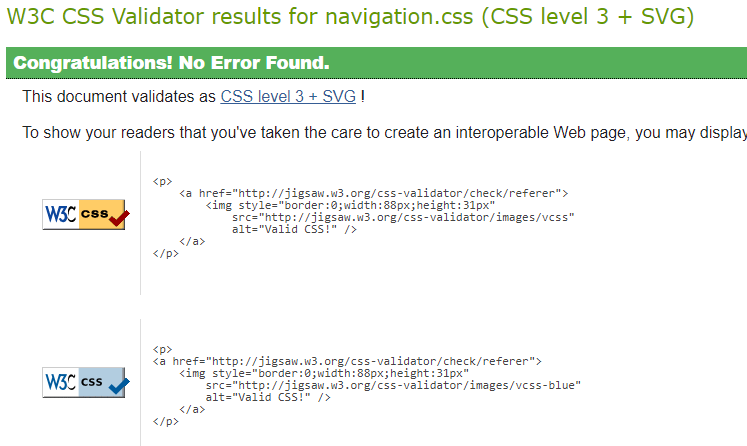 W3C CSS Validator results for navigation.css (CSS level 3 + SVG)
Congratulations! No Error Found.
This document validates as CSS level 3 + SVG !
To show your readers that you've taken the care to create an interoperable Web page, you may display
W3C css
<p>
    <a href="http://jigsaw.w3.org/css-validator/check/referer">
        <img style="border:0;width:88px;height:31px"
            src="http://jigsaw.w3.org/css-validator/images/vcss"
            alt="Valid CSS!" />
    </a>
</p>
W3C css
<p>
<a href="http://jigsaw.w3.org/css-validator/check/referer">
    <img style="border:0;width:88px;height:31px"
        src="http://jigsaw.w3.org/css-validator/images/vcss-blue"
        alt="Valid CSS!" />
    </a>
</p>